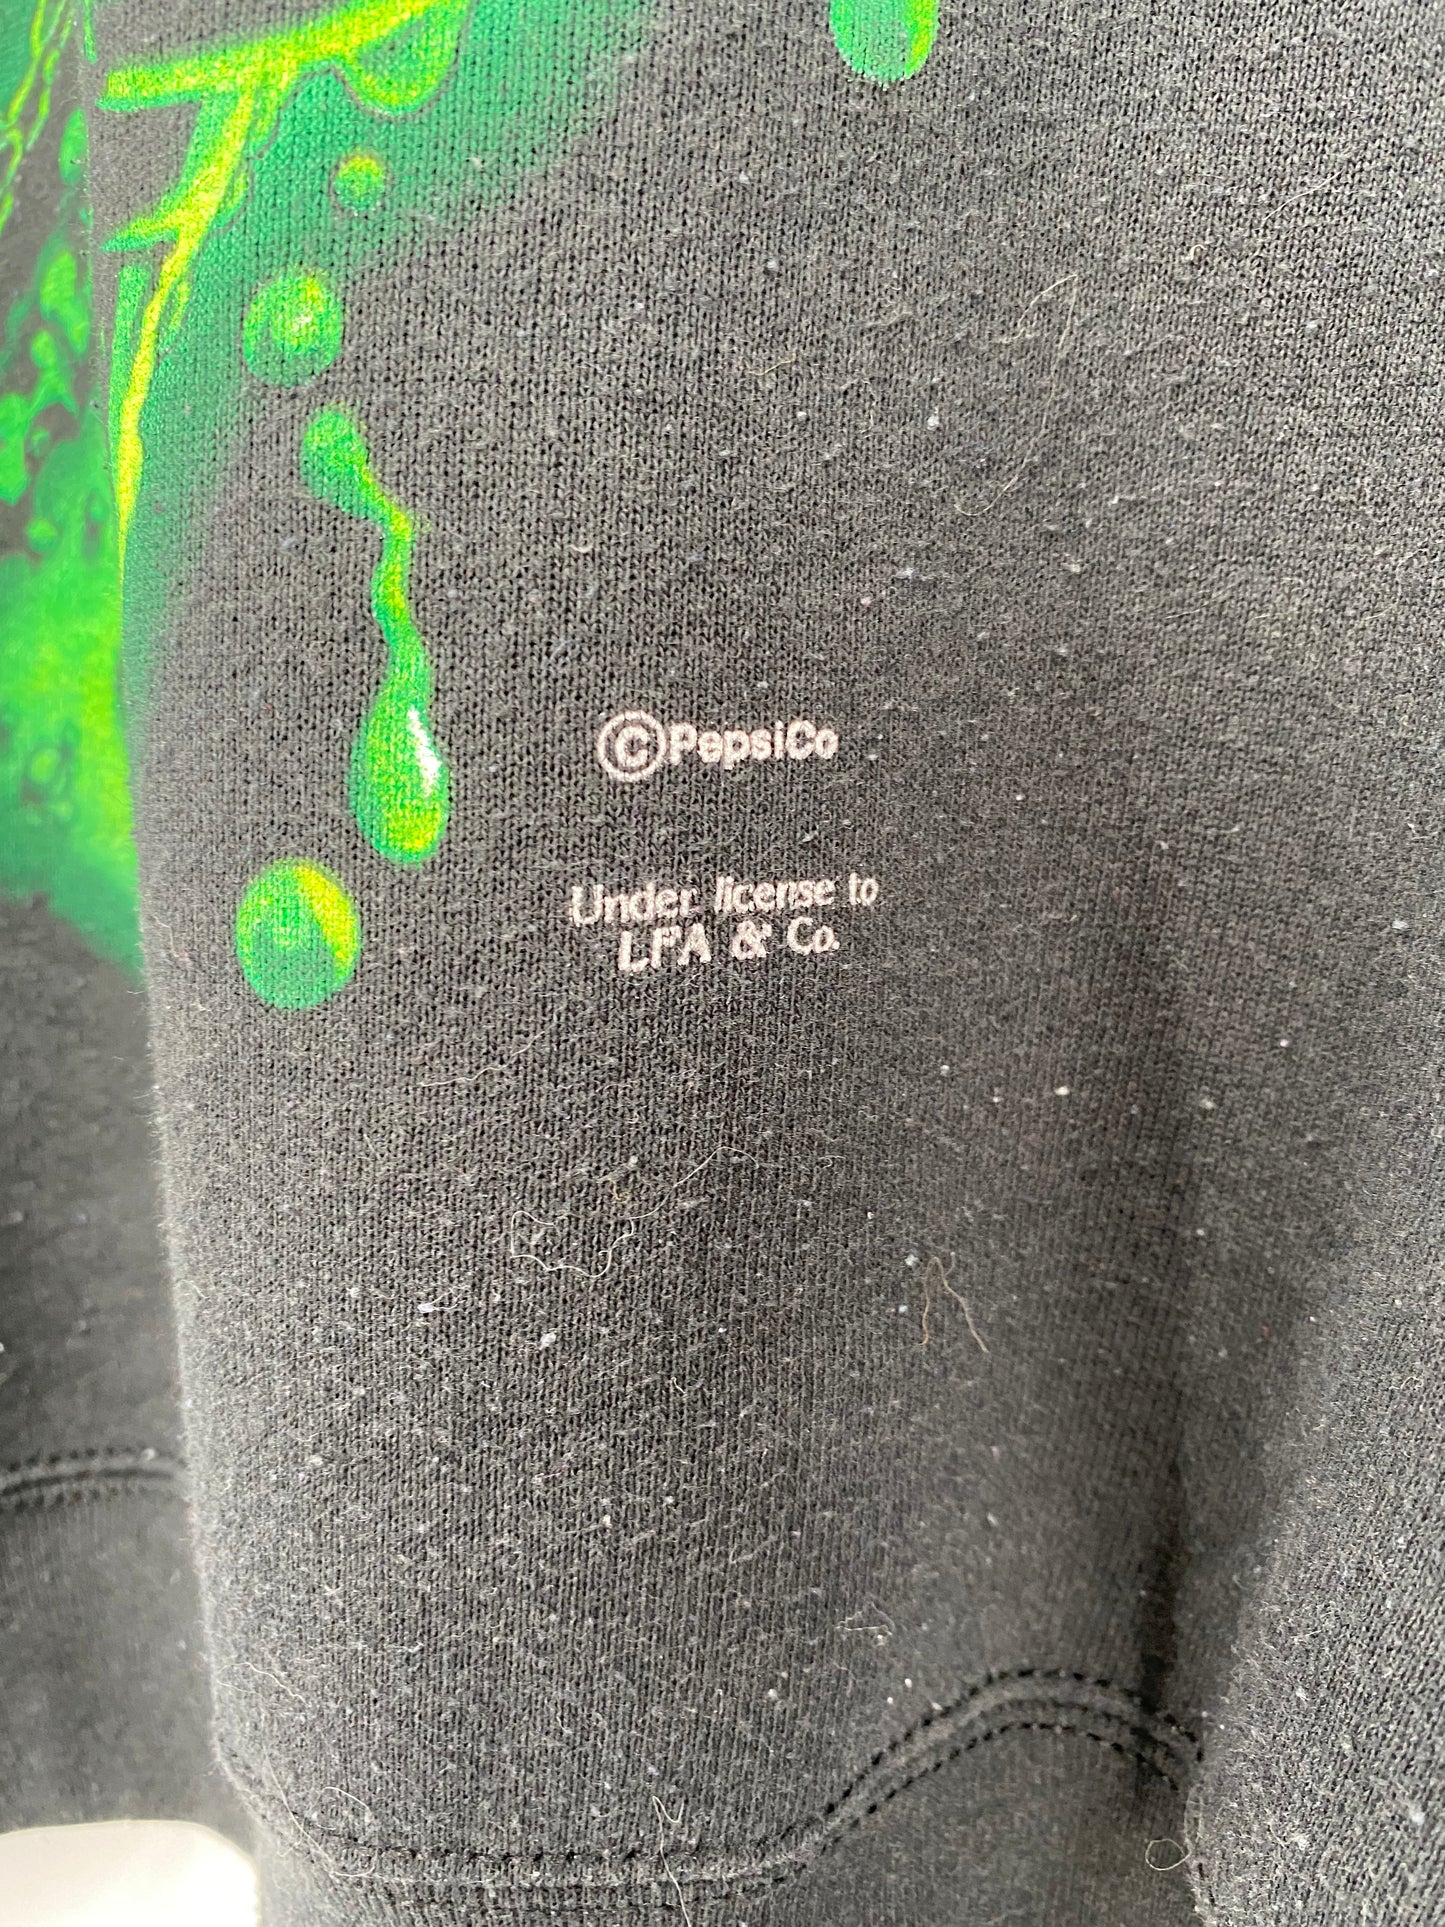 ©PepsiCo
Under license to
LFA & Co.